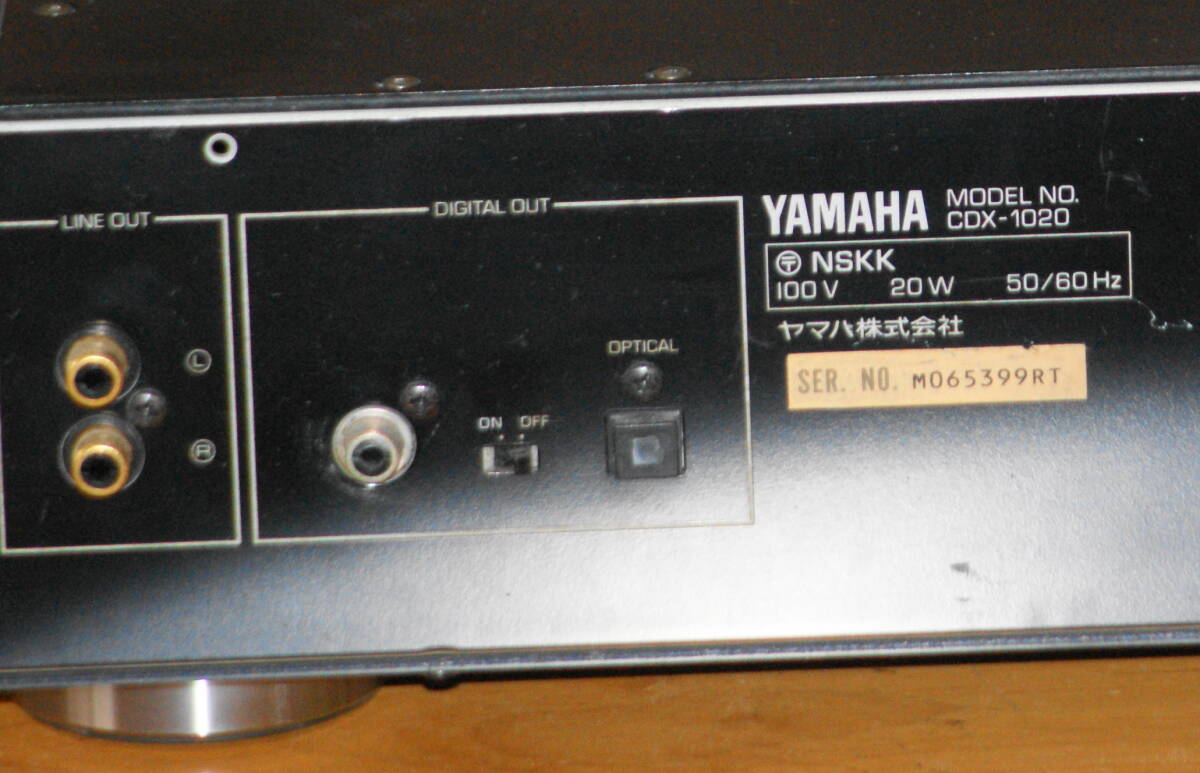 LINE OUT
L
R
DIGITAL OUT
ON OFF
OPTICAL
YAMAHA
MODEL NO.
CDX-1020
〒 NSKK
100V 20W 50/60Hz
ヤマハ株式会社
SER. NO. M065399RT